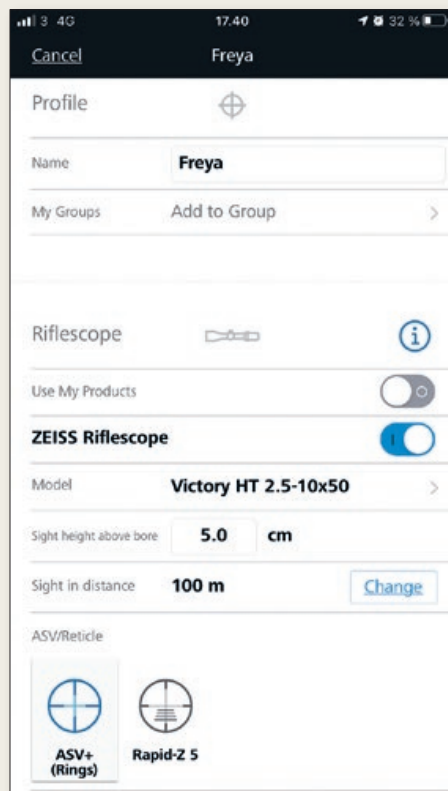 3 4G 17.40 32 %
Cancel Freya
Profile
Name Freya
My Groups Add to Group
Riflescope i
Use My Products
ZEISS Riflescope
Model Victory HT 2.5-10x50
Sight height above bore 5.0 cm
Sight in distance 100 m Change
ASV/Reticle
ASV+ Rapid-Z 5
(Rings)